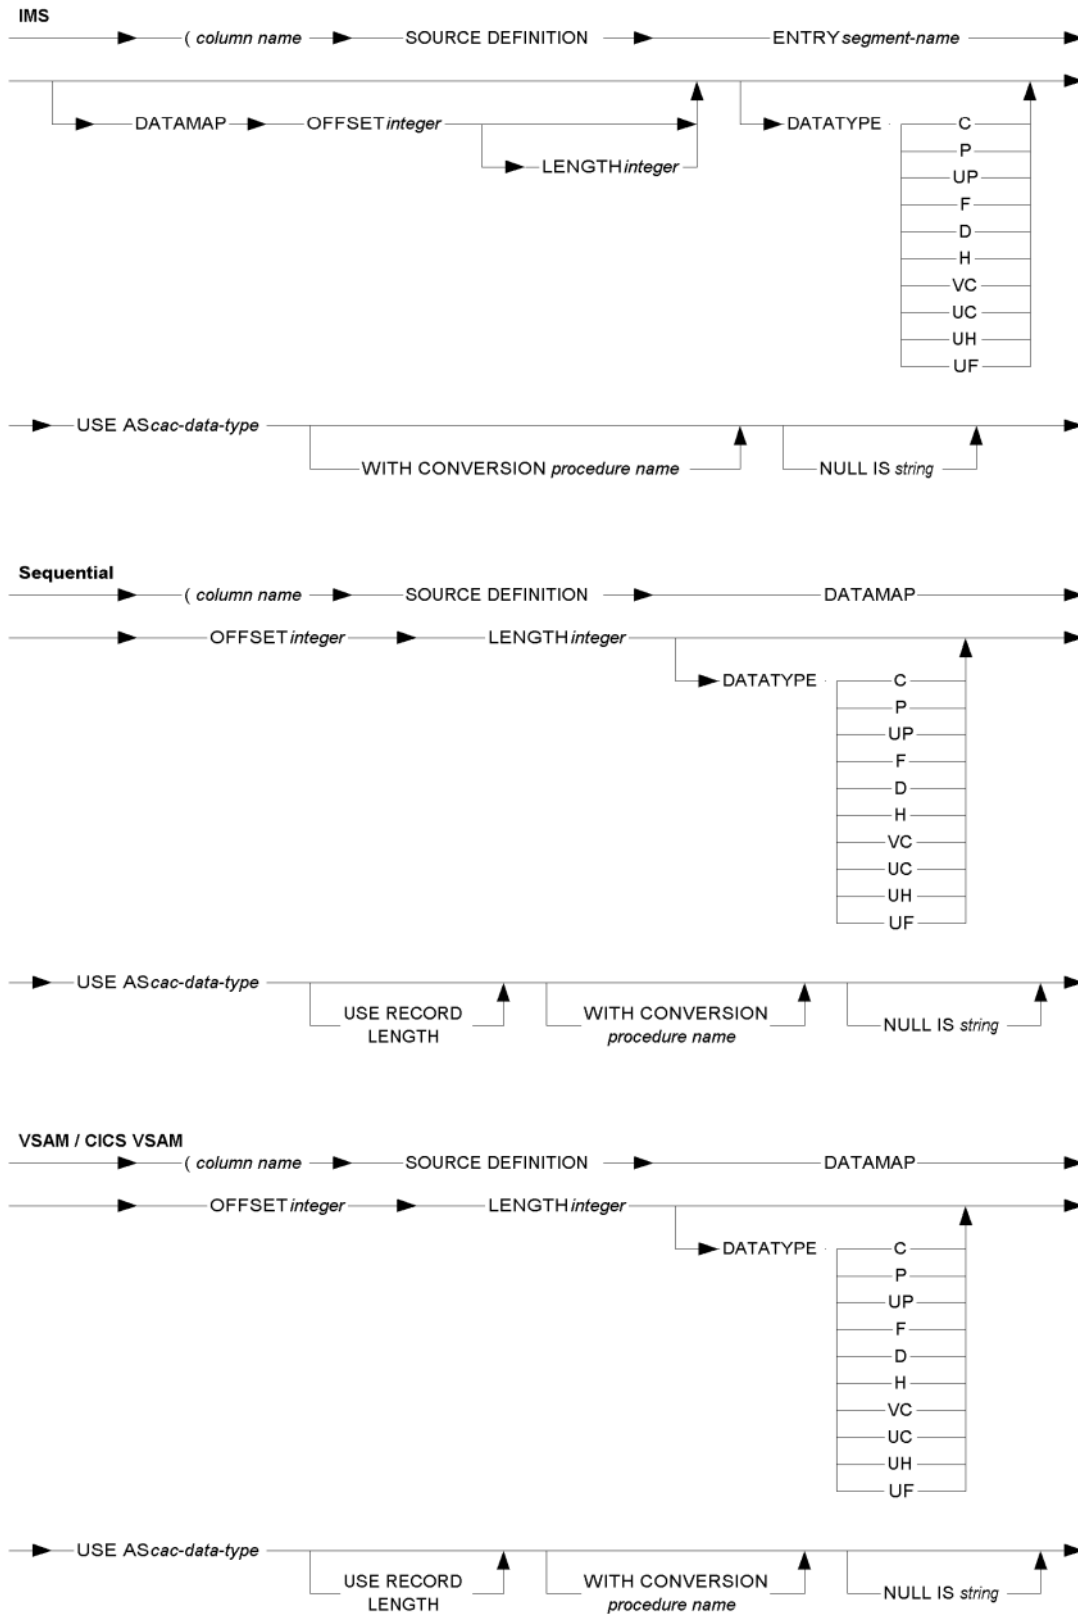 IMS
( column name SOURCE DEFINITION ENTRY segment-name
DATAMAP OFFSET integer DATATYPE C
LENGTH integer P
UP
F
D
H
VC
UC
UH
UF
USE AS cac-data-type
WITH CONVERSION procedure name NULL IS string
Sequential
( column name SOURCE DEFINITION DATAMAP
OFFSET integer LENGTH integer
DATATYPE C
P
UP
F
D
H
VC
UC
UH
UF
USE AS cac-data-type
USE RECORD WITH CONVERSION NULL IS string
LENGTH procedure name
VSAM / CICS VSAM
( column name SOURCE DEFINITION DATAMAP
OFFSET integer LENGTH integer
DATATYPE C
P
UP
F
D
H
VC
UC
UH
UF
USE AS cac-data-type
USE RECORD WITH CONVERSION NULL IS string
LENGTH procedure name